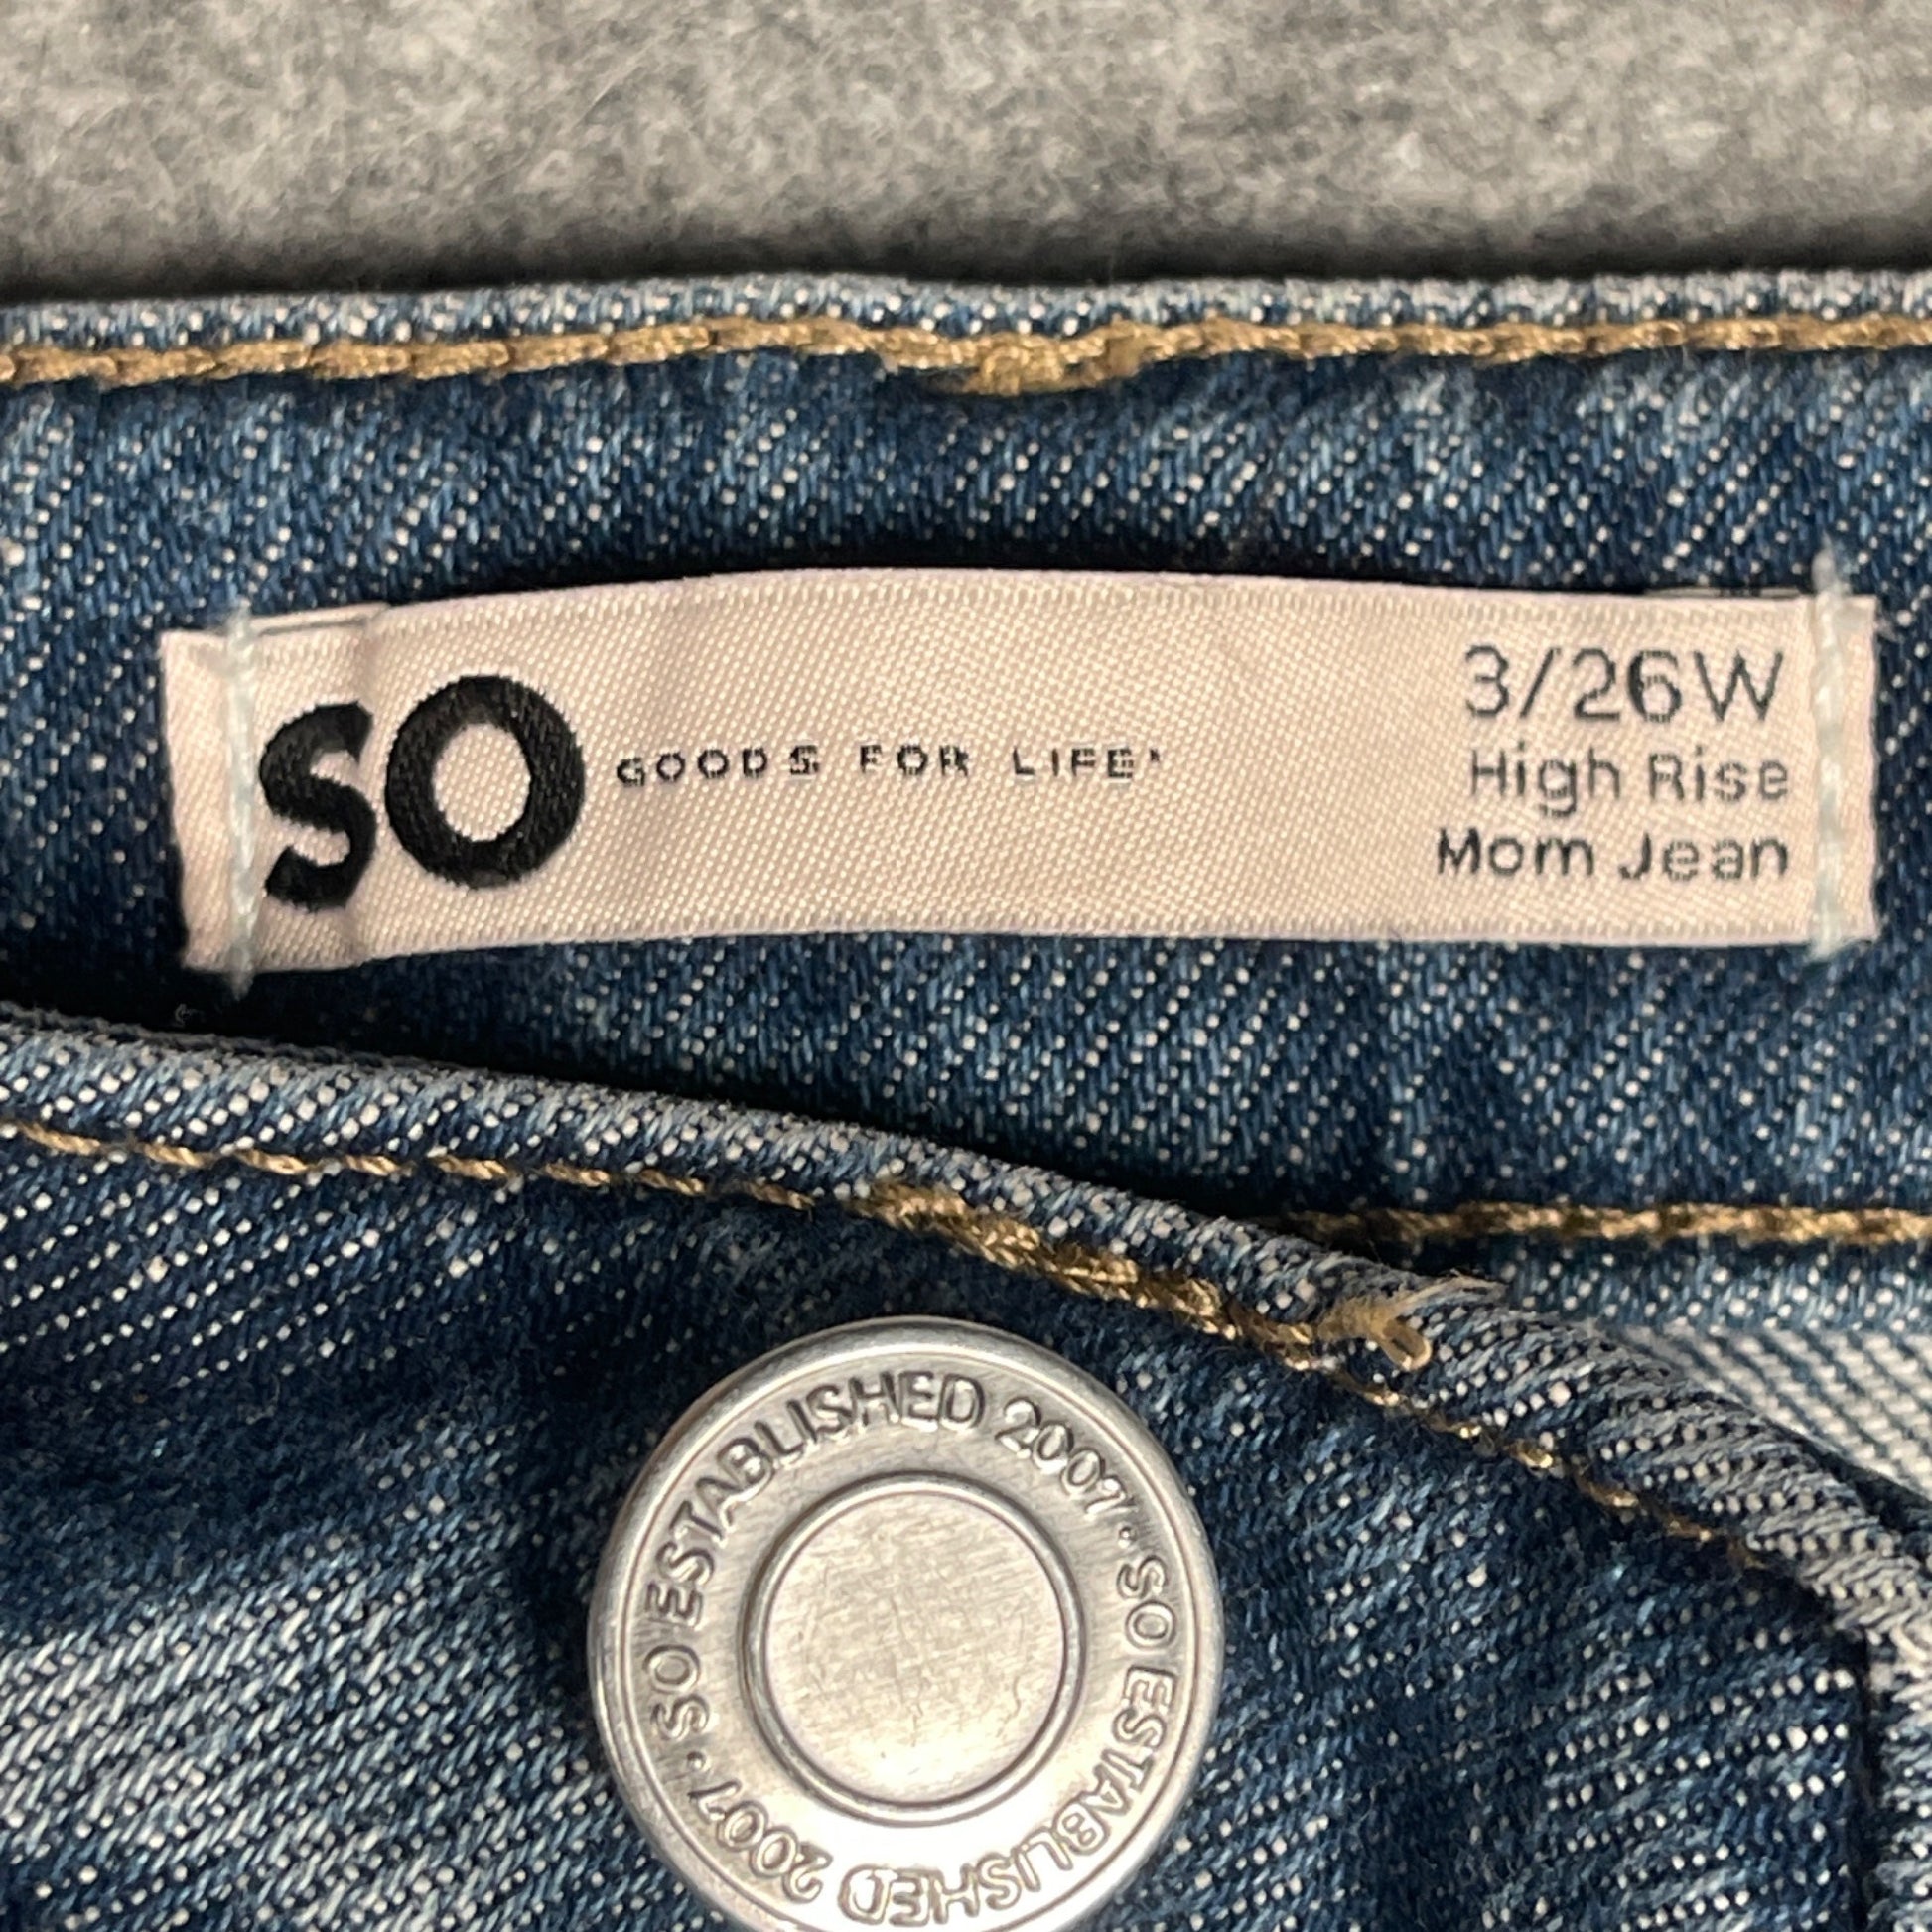 SO GOODS FOR LIFE
3/26W
High Rise
Mom Jean
SO ESTABLISHED 2007 · SO ESTABLISHED 2007 ·